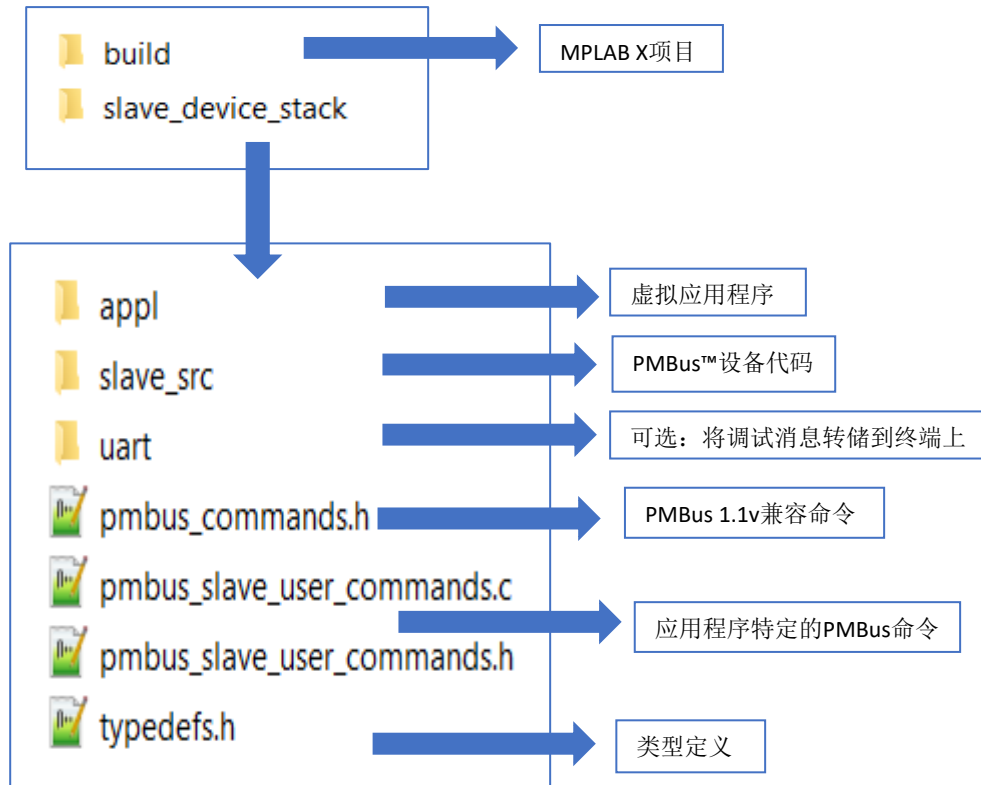 build
MPLAB X项目
slave_device_stack
appl
虚拟应用程序
slave_src
PMBus™设备代码
uart
可选：将调试消息转储到终端上
pmbus_commands.h
PMBus 1.1v兼容命令
pmbus_slave_user_commands.c
应用程序特定的PMBus命令
pmbus_slave_user_commands.h
typedefs.h
类型定义